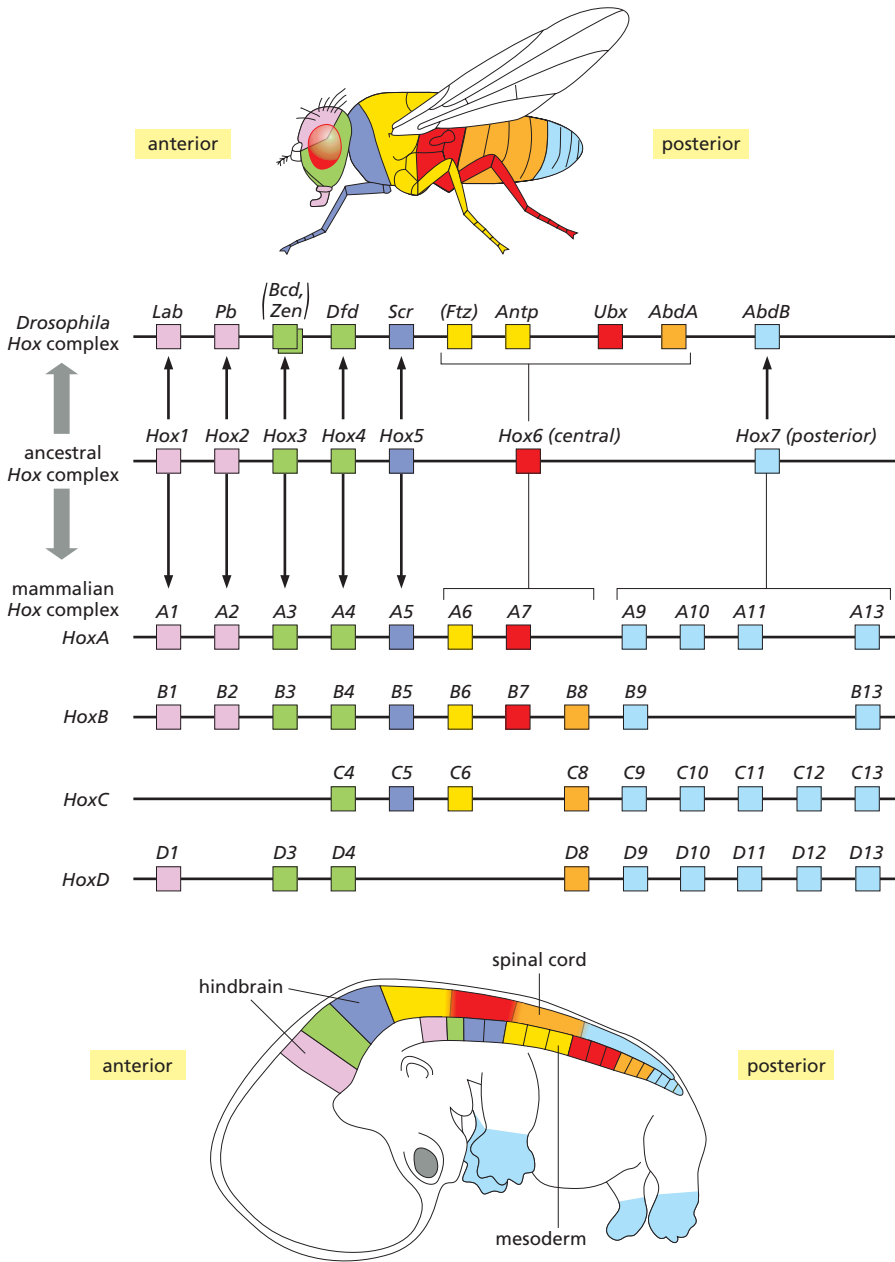 anterior
posterior
Lab Pb (Bcd, Zen) Dfd Scr (Ftz) Antp Ubx AbdA AbdB
Drosophila
Hox complex
Hox1 Hox2 Hox3 Hox4 Hox5 Hox6 (central) Hox7 (posterior)
ancestral
Hox complex
mammalian
Hox complex
A1 A2 A3 A4 A5 A6 A7 A9 A10 A11 A13
HoxA
B1 B2 B3 B4 B5 B6 B7 B8 B9 B13
HoxB
C4 C5 C6 C8 C9 C10 C11 C12 C13
HoxC
D1 D3 D4 D8 D9 D10 D11 D12 D13
HoxD
spinal cord
hindbrain
anterior
posterior
mesoderm